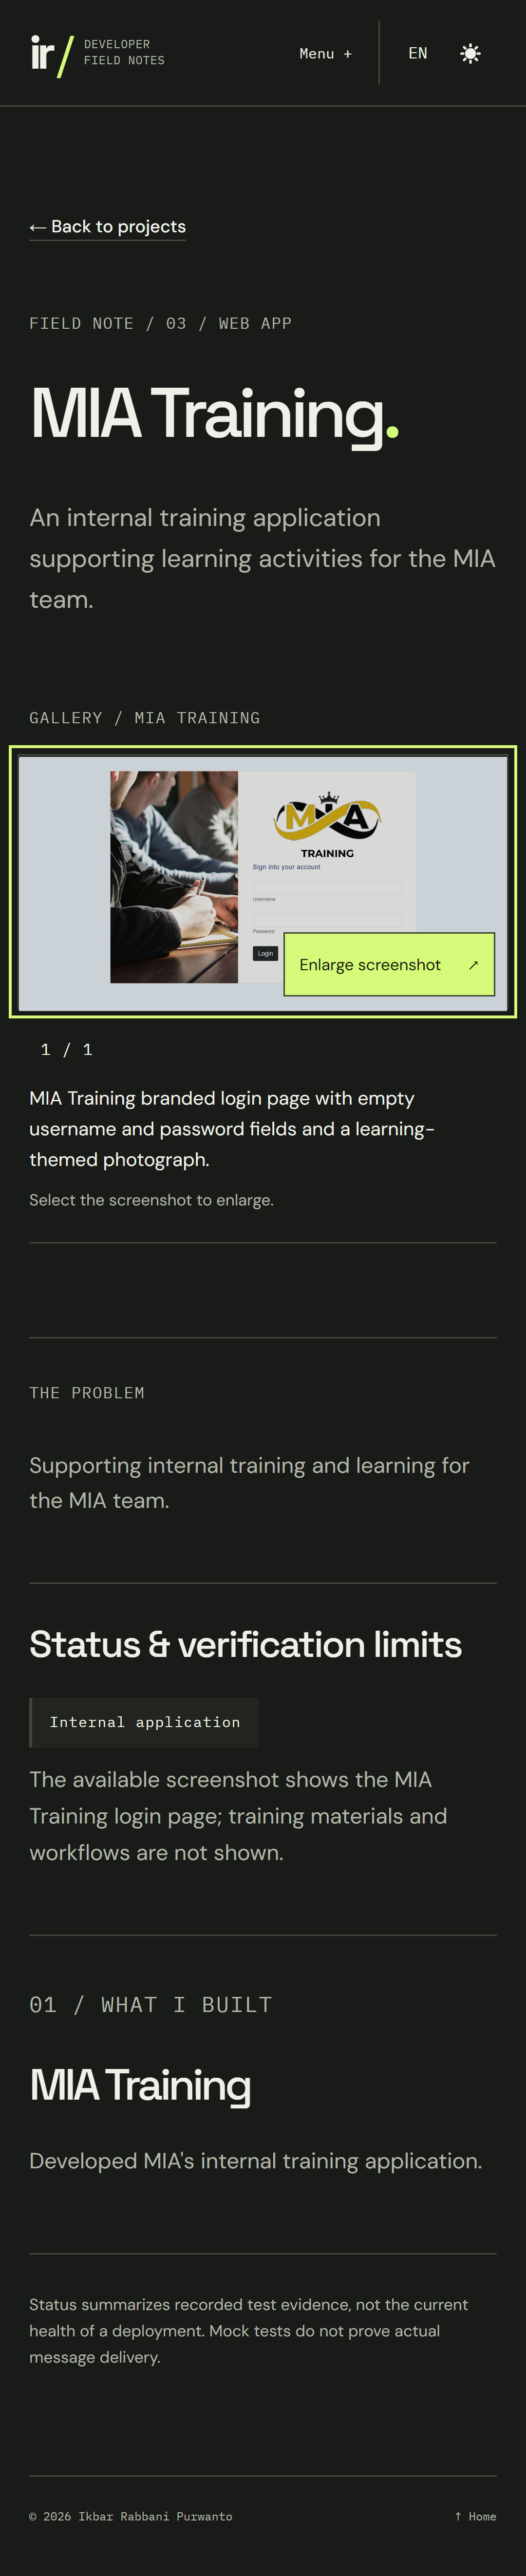 ir/ DEVELOPER
FIELD NOTES
Menu +
EN
← Back to projects
FIELD NOTE / 03 / WEB APP
MIA Training.
An internal training application
supporting learning activities for the MIA
team.
GALLERY / MIA TRAINING
MIA
TRAINING
Sign into your account
Username
Password
Login
Enlarge screenshot ↗
1 / 1
MIA Training branded login page with empty
username and password fields and a learning-
themed photograph.
Select the screenshot to enlarge.
THE PROBLEM
Supporting internal training and learning for
the MIA team.
Status & verification limits
Internal application
The available screenshot shows the MIA
Training login page; training materials and
workflows are not shown.
01 / WHAT I BUILT
MIA Training
Developed MIA's internal training application.
Status summarizes recorded test evidence, not the current
health of a deployment. Mock tests do not prove actual
message delivery.
© 2026 Ikbar Rabbani Purwanto
↑ Home